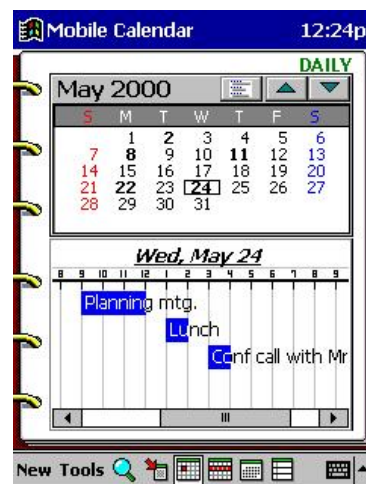 Mobile Calendar 12:24p
DAILY
May 2000
S M T W T F S
1 2 3 4 5 6
7 8 9 10 11 12 13
14 15 16 17 18 19 20
21 22 23 24 25 26 27
28 29 30 31
Wed, May 24
8 9 10 11 12 1 2 3 4 5 6 7 8 9
Planning mtg.
Lunch
Conf call with Mr
New Tools